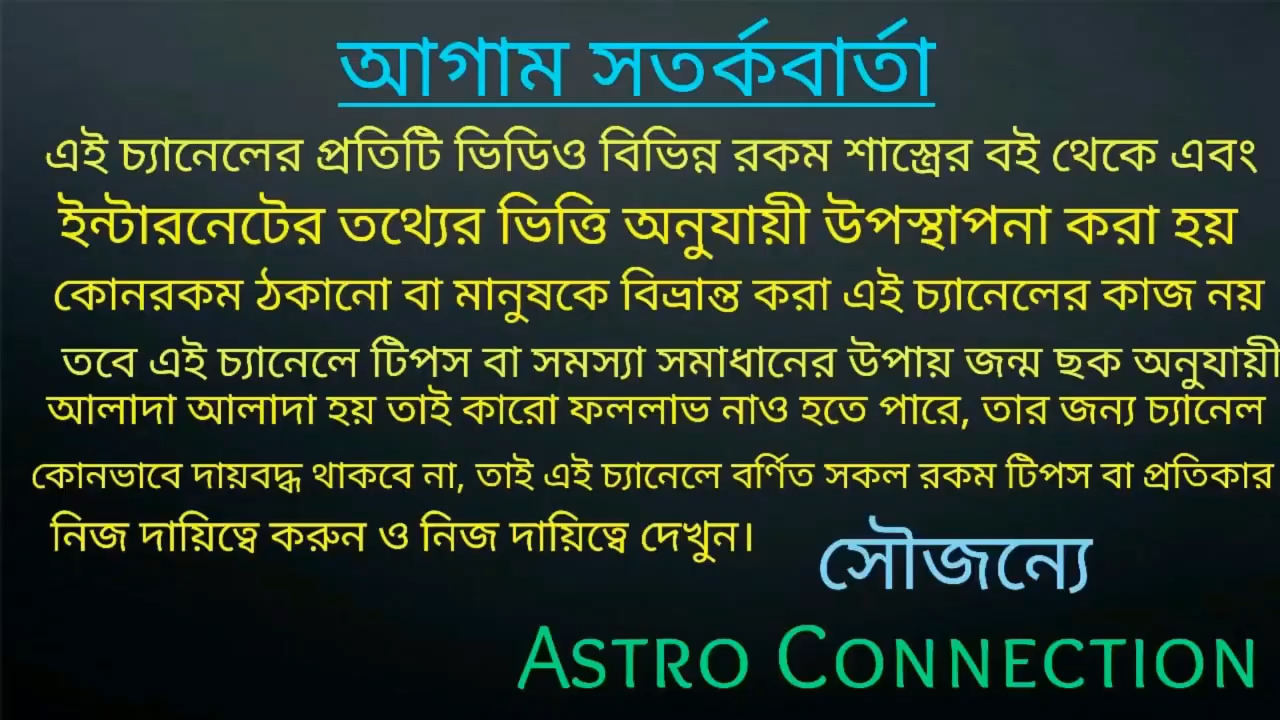 আগাম সতর্কবার্তা
এই চ্যানেলের প্রতিটি ভিডিও বিভিন্ন রকম শাস্ত্রের বই থেকে এবং
ইন্টারনেটের তথ্যের ভিত্তি অনুযায়ী উপস্থাপনা করা হয়
কোনরকম ঠকানো বা মানুষকে বিভ্রান্ত করা এই চ্যানেলের কাজ নয়
তবে এই চ্যানেলে টিপস বা সমস্যা সমাধানের উপায় জন্ম ছক অনুযায়ী
আলাদা আলাদা হয় তাই কারো ফললাভ নাও হতে পারে, তার জন্য চ্যানেল
কোনভাবে দায়বদ্ধ থাকবে না, তাই এই চ্যানেলে বর্ণিত সকল রকম টিপস বা প্রতিকার
নিজ দায়িত্বে করুন ও নিজ দায়িত্বে দেখুন।
সৌজন্যে
ASTRO CONNECTION